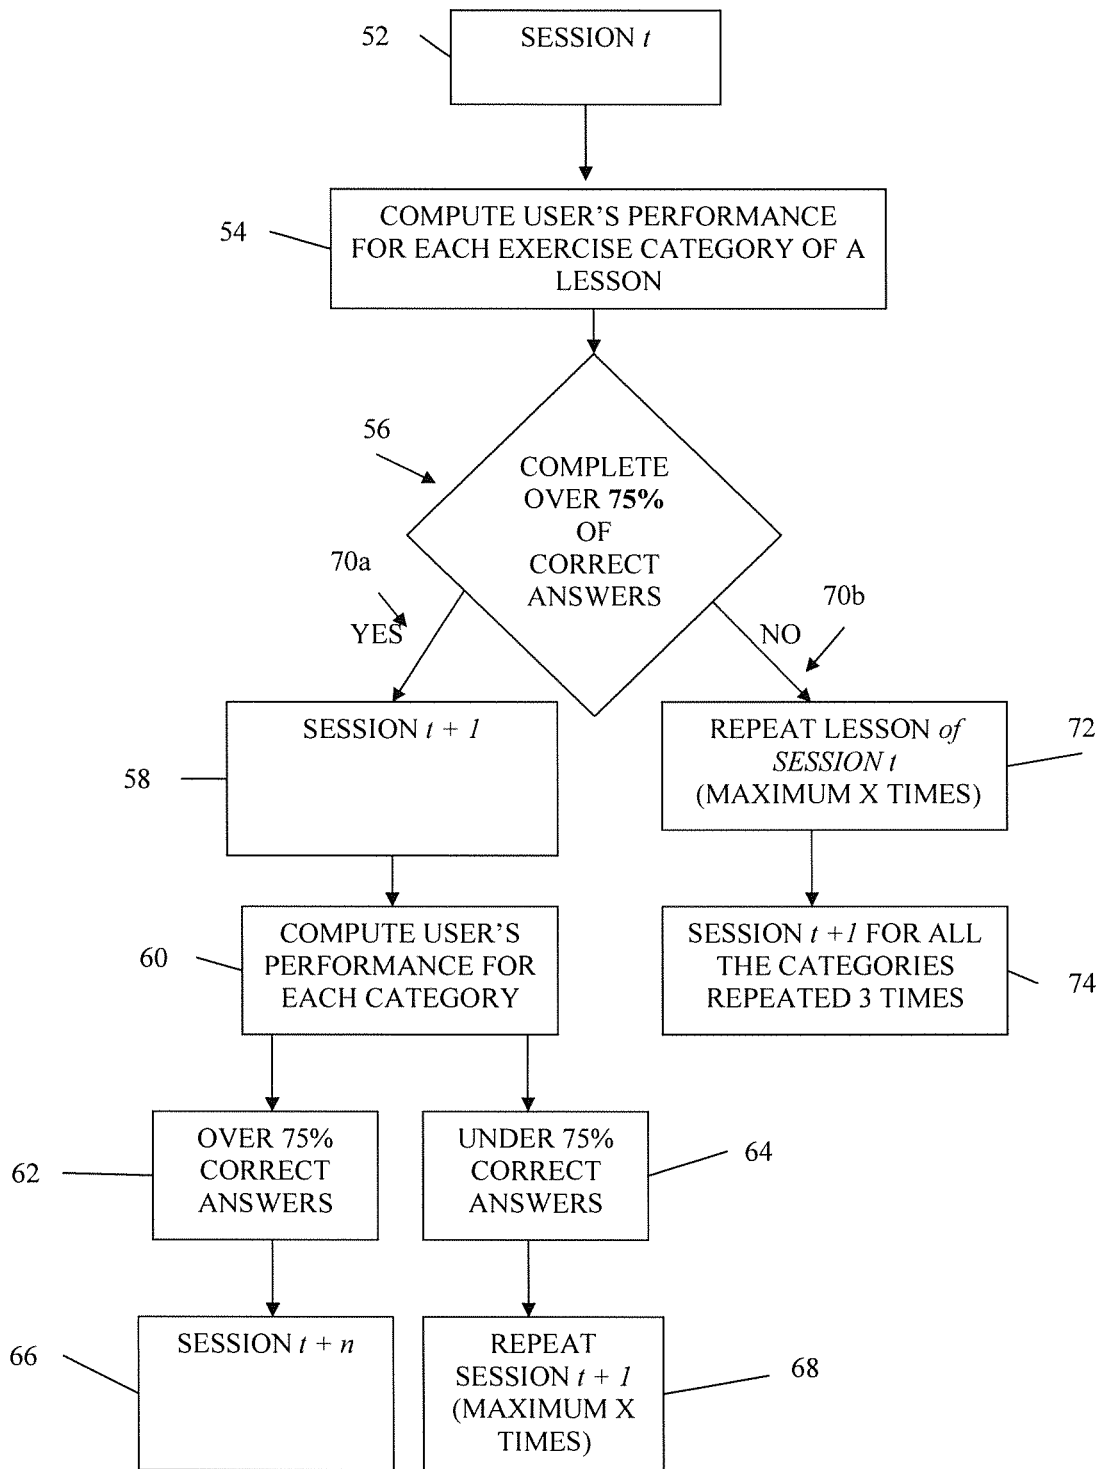 52
SESSION t
54
COMPUTE USER'S PERFORMANCE
FOR EACH EXERCISE CATEGORY OF A
LESSON
56
COMPLETE
OVER 75%
OF
CORRECT
ANSWERS
70a
YES
70b
NO
58
SESSION t + 1
REPEAT LESSON of
SESSION t
(MAXIMUM X TIMES)
72
60
COMPUTE USER'S
PERFORMANCE FOR
EACH CATEGORY
SESSION t +1 FOR ALL
THE CATEGORIES
REPEATED 3 TIMES
74
62
OVER 75%
CORRECT
ANSWERS
UNDER 75%
CORRECT
ANSWERS
64
66
SESSION t + n
REPEAT
SESSION t + 1
(MAXIMUM X
TIMES)
68